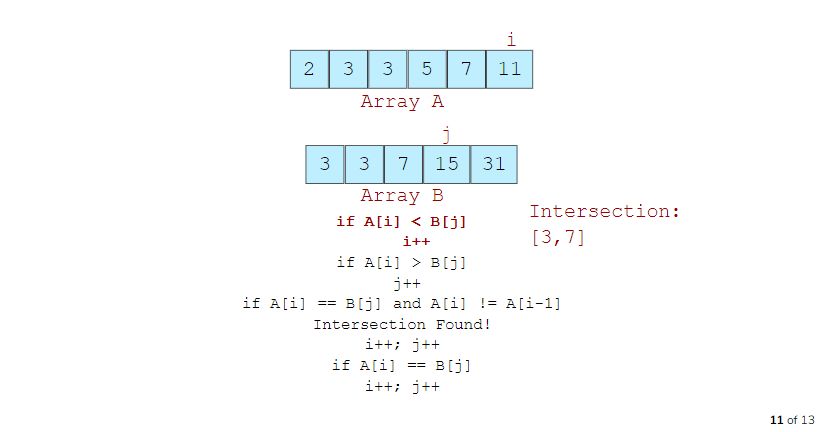 i
2 3 3 5 7 11
Array A
j
3 3 7 15 31
Array B
if A[i] < B[j]
i++
if A[i] > B[j]
j++
if A[i] == B[j] and A[i] != A[i-1]
Intersection Found!
i++; j++
if A[i] == B[j]
i++; j++
Intersection:
[3,7]
11 of 13